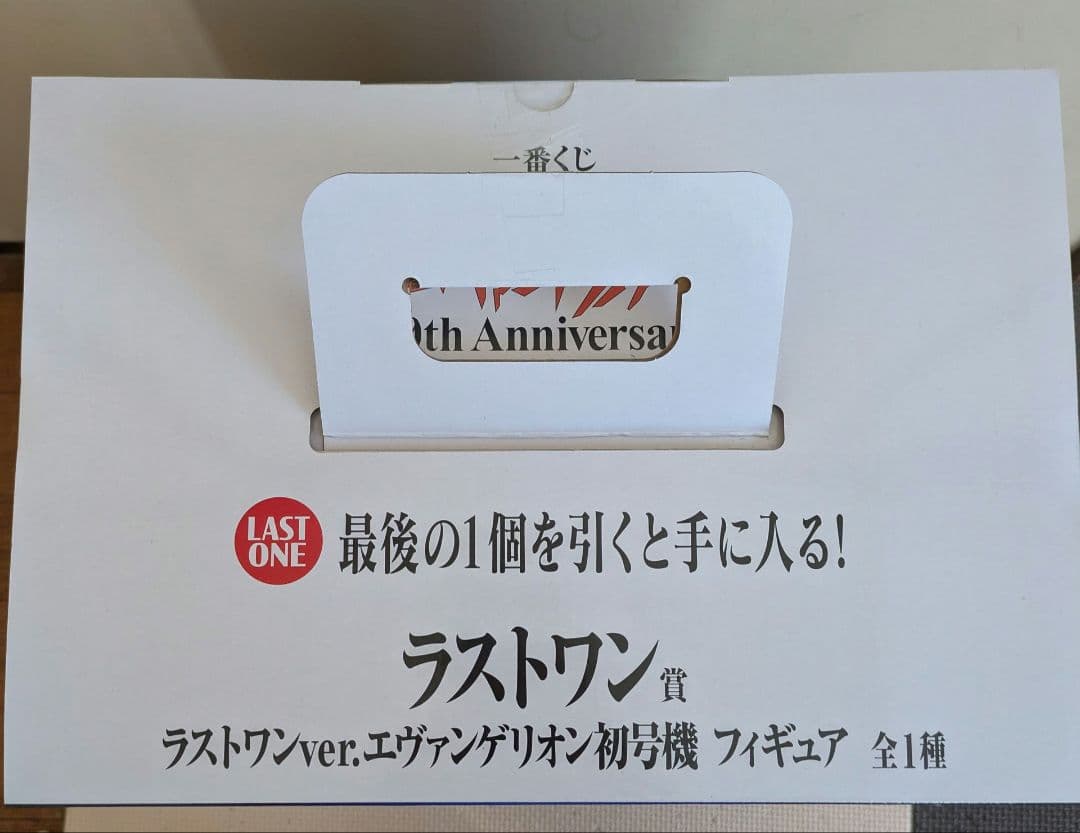 一番くじ
th Anniversa
LAST ONE 最後の1個を引くと手に入る!
ラストワン賞
ラストワンver.エヴァンゲリオン初号機 フィギュア 全1種